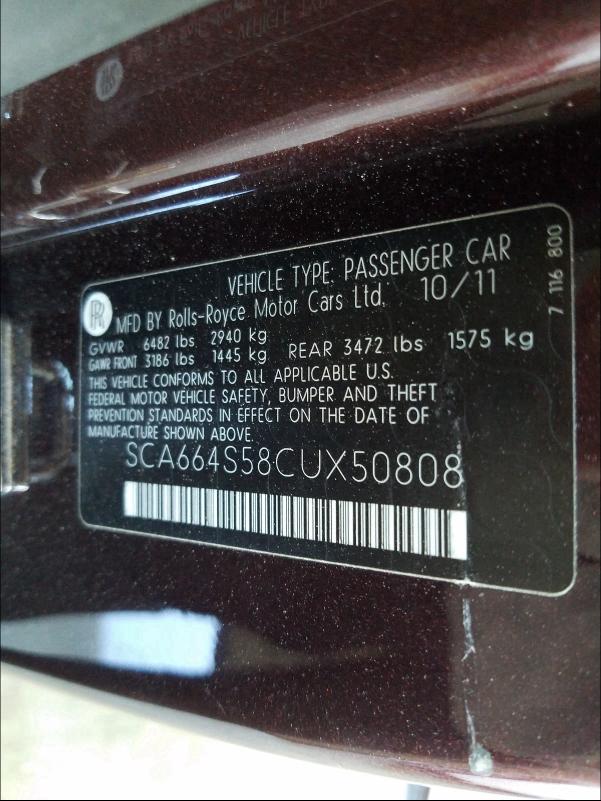 VEHICLE TYPE: PASSENGER CAR
MFD BY Rolls-Royce Motor Cars Ltd. 10/11
GVWR 6482 lbs 2940 kg
GAWR FRONT 3186 lbs 1445 kg REAR 3472 lbs 1575 kg
THIS VEHICLE CONFORMS TO ALL APPLICABLE U.S.
FEDERAL MOTOR VEHICLE SAFETY, BUMPER AND THEFT
PREVENTION STANDARDS IN EFFECT ON THE DATE OF
MANUFACTURE SHOWN ABOVE.
SCA664S58CUX50808
7 116 800
RR